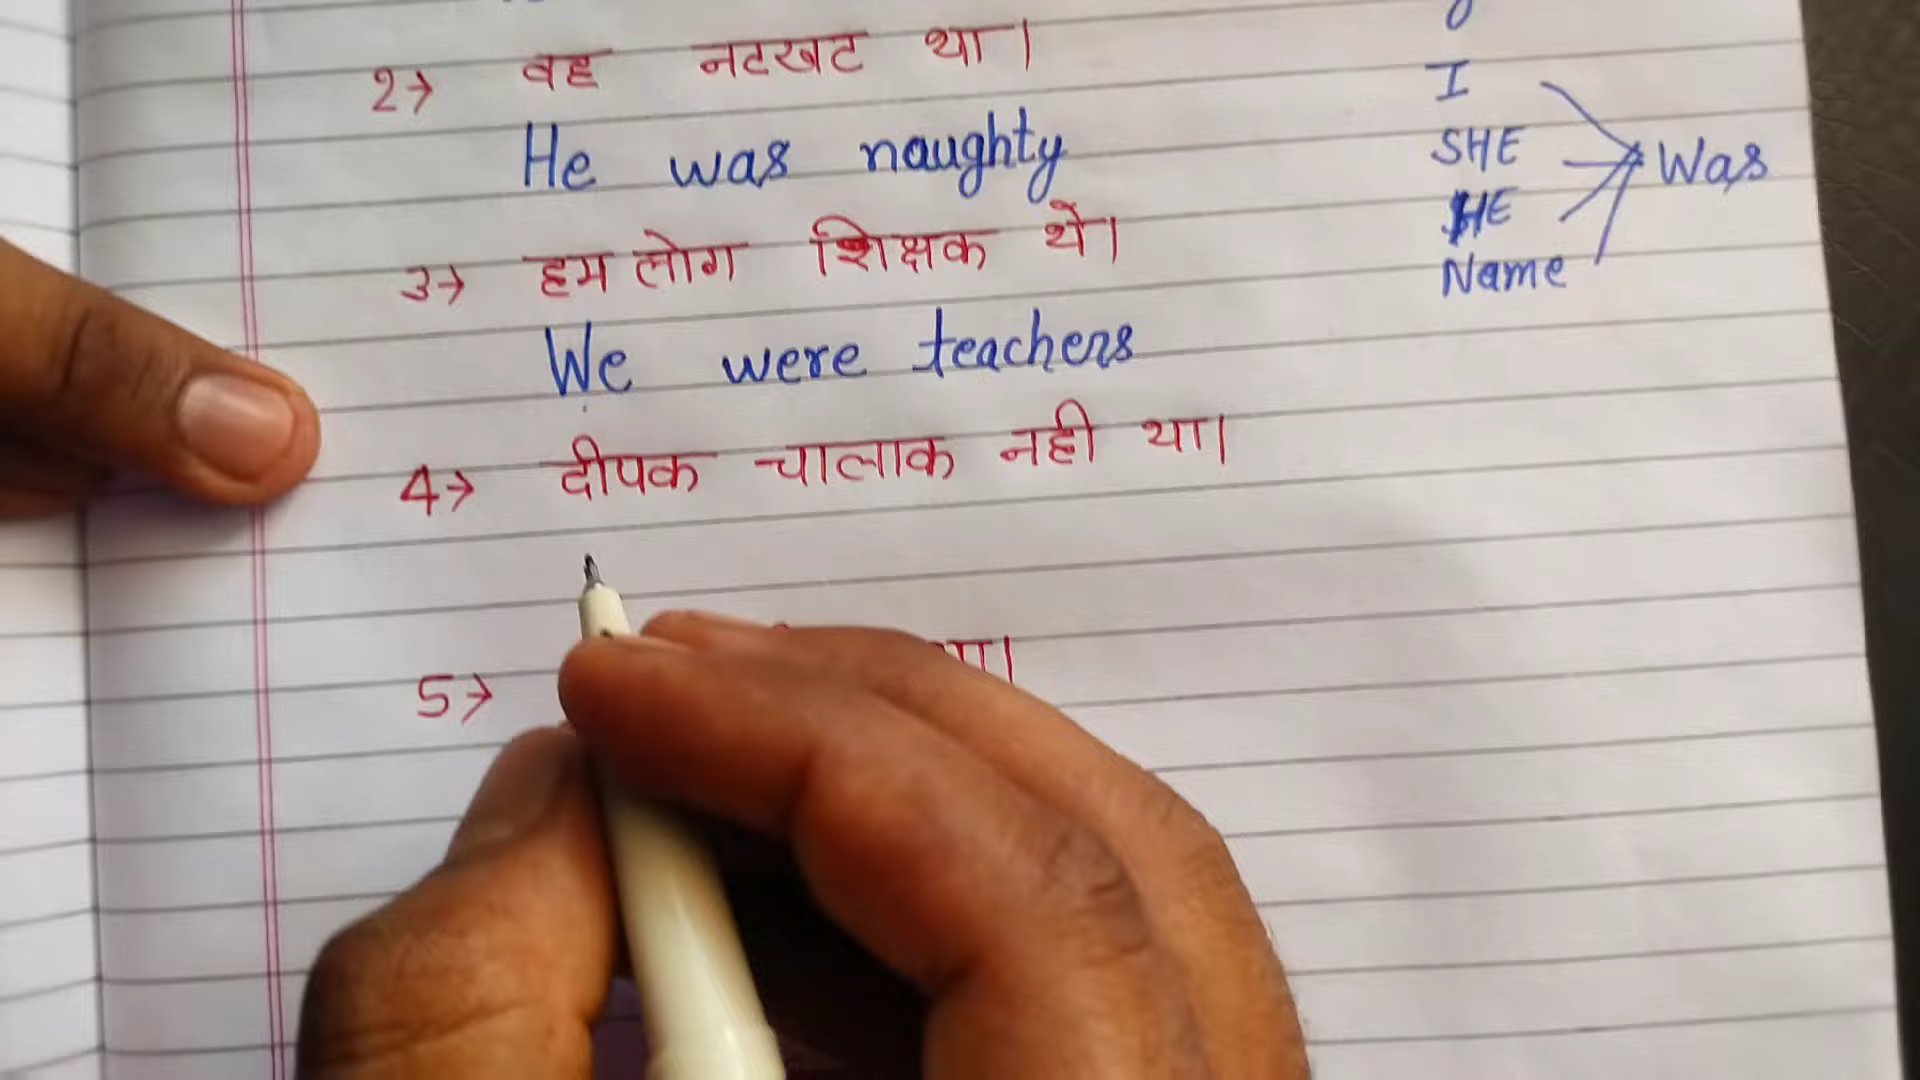 2→ वह नटखट था।
He was naughty
3→ हम लोग शिक्षक थे।
We were teachers
4→ दीपक चालाक नही था।
5→
I
SHE
HE
Name
Was